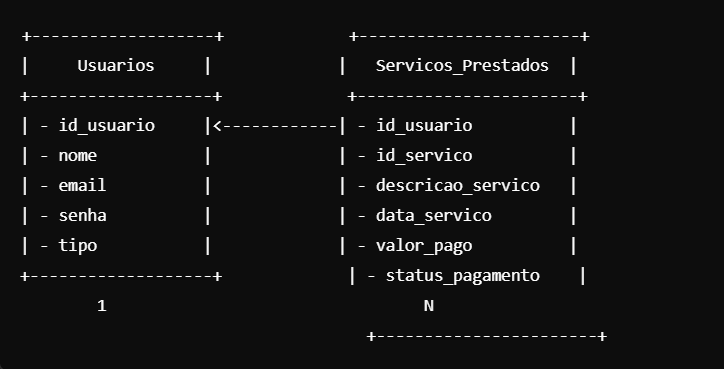 +-------------------+             +-----------------------+
|     Usuarios     |             |   Servicos_Prestados  |
+-------------------+             +-----------------------+
| - id_usuario     |<------------| - id_usuario          |
| - nome           |             | - id_servico          |
| - email          |             | - descricao_servico   |
| - senha          |             | - data_servico        |
| - tipo           |             | - valor_pago          |
+-------------------+             | - status_pagamento    |
        1                                 N
                                    +-----------------------+